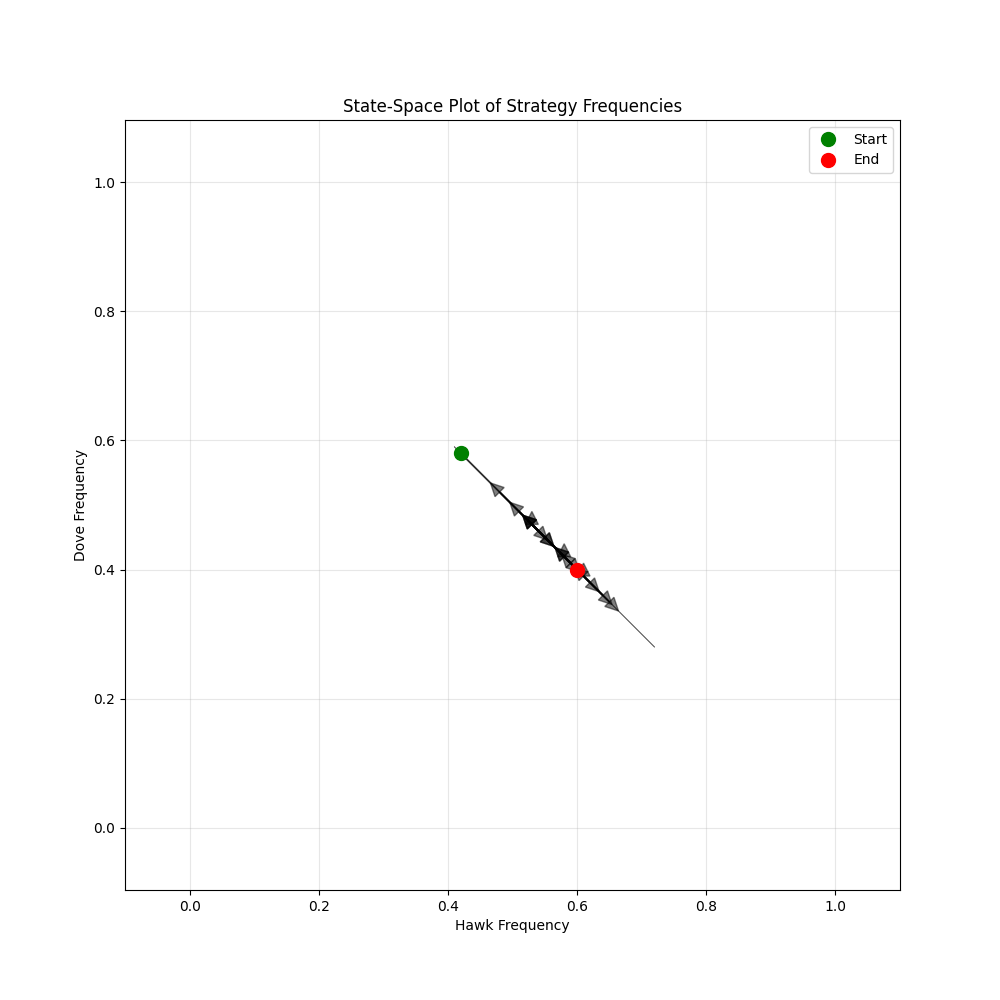 State-Space Plot of Strategy Frequencies
Start
End
1.0
0.8
0.6
0.4
0.2
0.0
Dove Frequency
0.0 0.2 0.4 0.6 0.8 1.0
Hawk Frequency